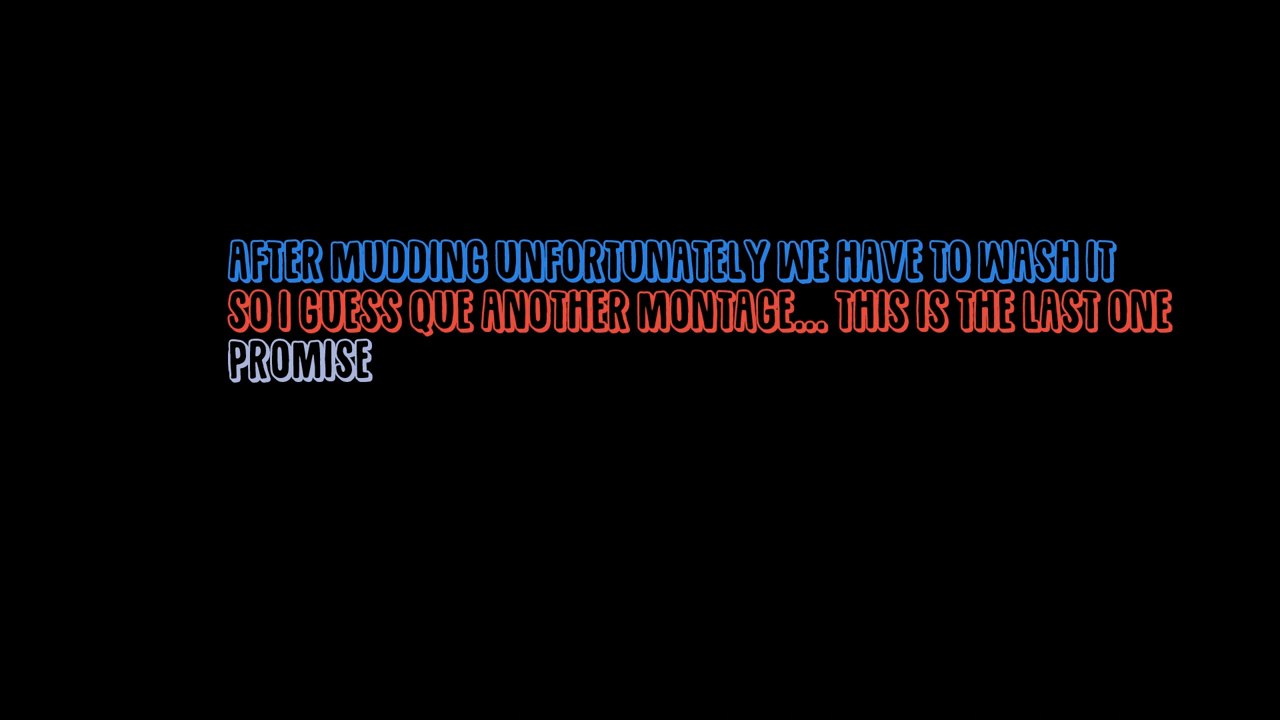 AFTER MUDDING UNFORTUNATELY WE HAVE TO WASH IT
SO I GUESS QUE ANOTHER MONTAGE... THIS IS THE LAST ONE
PROMISE